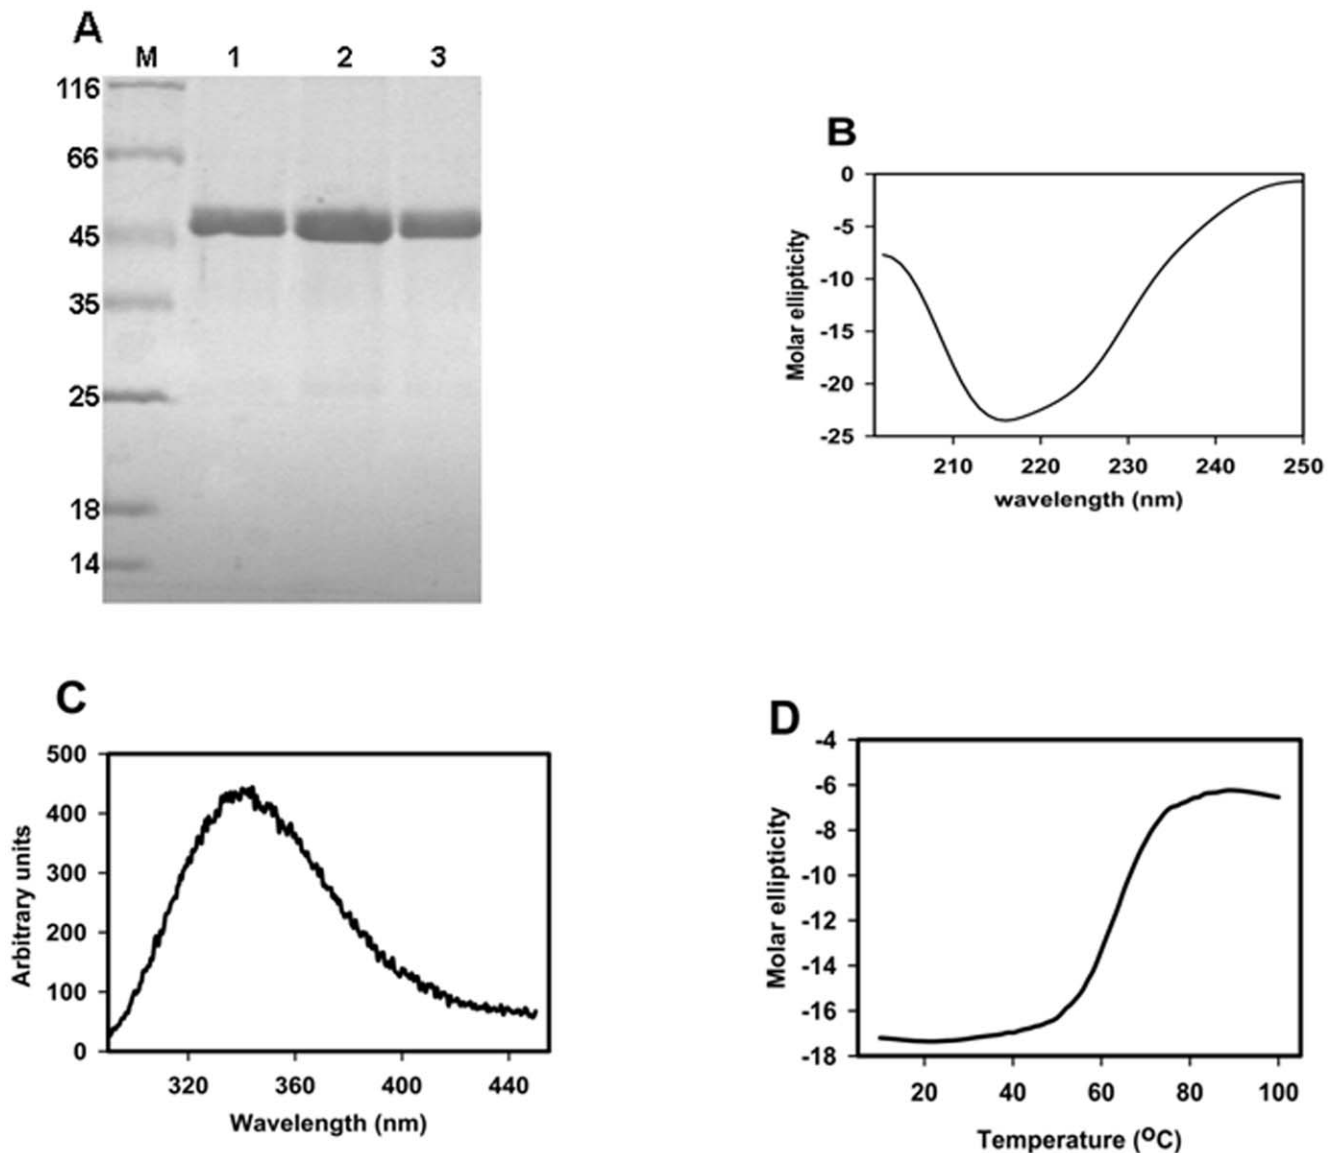 A
M 1 2 3
116
66
45
35
25
18
14
B
Molar ellipticity
0
-5
-10
-15
-20
-25
210 220 230 240 250
wavelength (nm)
C
Arbitrary units
500
400
300
200
100
0
320 360 400 440
Wavelength (nm)
D
Molar ellipticity
-4
-6
-8
-10
-12
-14
-16
-18
20 40 60 80 100
Temperature (ºC)